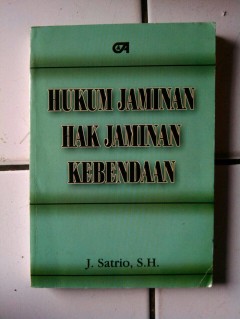 HUKUM JAMINAN
HAK JAMINAN
KEBENDAAN
J. Satrio, S.H.